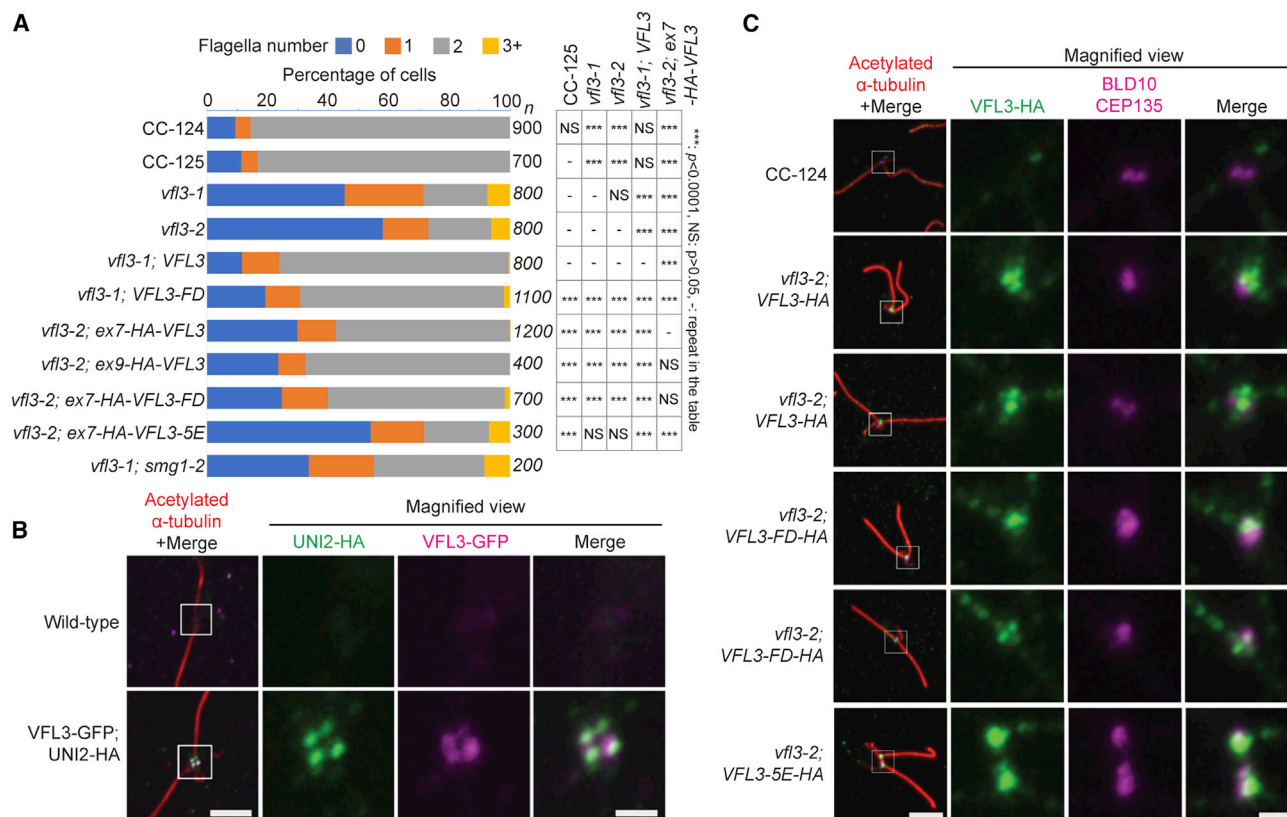 A
Flagella number 0 1 2 3+
Percentage of cells
0 20 40 60 80 100 n
CC-125
vfl3-1
vfl3-2
vfl3-1; VFL3
vfl3-2; ex7
-HA-VFL3
CC-124 900 NS *** *** NS ***
CC-125 700 - *** *** NS ***
vfl3-1 800 - - NS *** ***
vfl3-2 800 - - - *** ***
vfl3-1; VFL3 800 - - - - ***
vfl3-1; VFL3-FD 1100 *** *** *** *** ***
vfl3-2; ex7-HA-VFL3 1200 *** *** *** *** -
vfl3-2; ex9-HA-VFL3 400 *** *** *** *** NS
vfl3-2; ex7-HA-VFL3-FD 700 *** *** *** *** NS
vfl3-2; ex7-HA-VFL3-5E 300 *** NS NS *** ***
vfl3-1; smg1-2 200
***: p<0.0001, NS: p>0.05, -: repeat in the table
B
Acetylated
α-tubulin
+Merge
Magnified view
UNI2-HA VFL3-GFP Merge
Wild-type
VFL3-GFP;
UNI2-HA
C
Acetylated
α-tubulin
+Merge
Magnified view
VFL3-HA
BLD10
CEP135
Merge
CC-124
vfl3-2;
VFL3-HA
vfl3-2;
VFL3-HA
vfl3-2;
VFL3-FD-HA
vfl3-2;
VFL3-FD-HA
vfl3-2;
VFL3-5E-HA